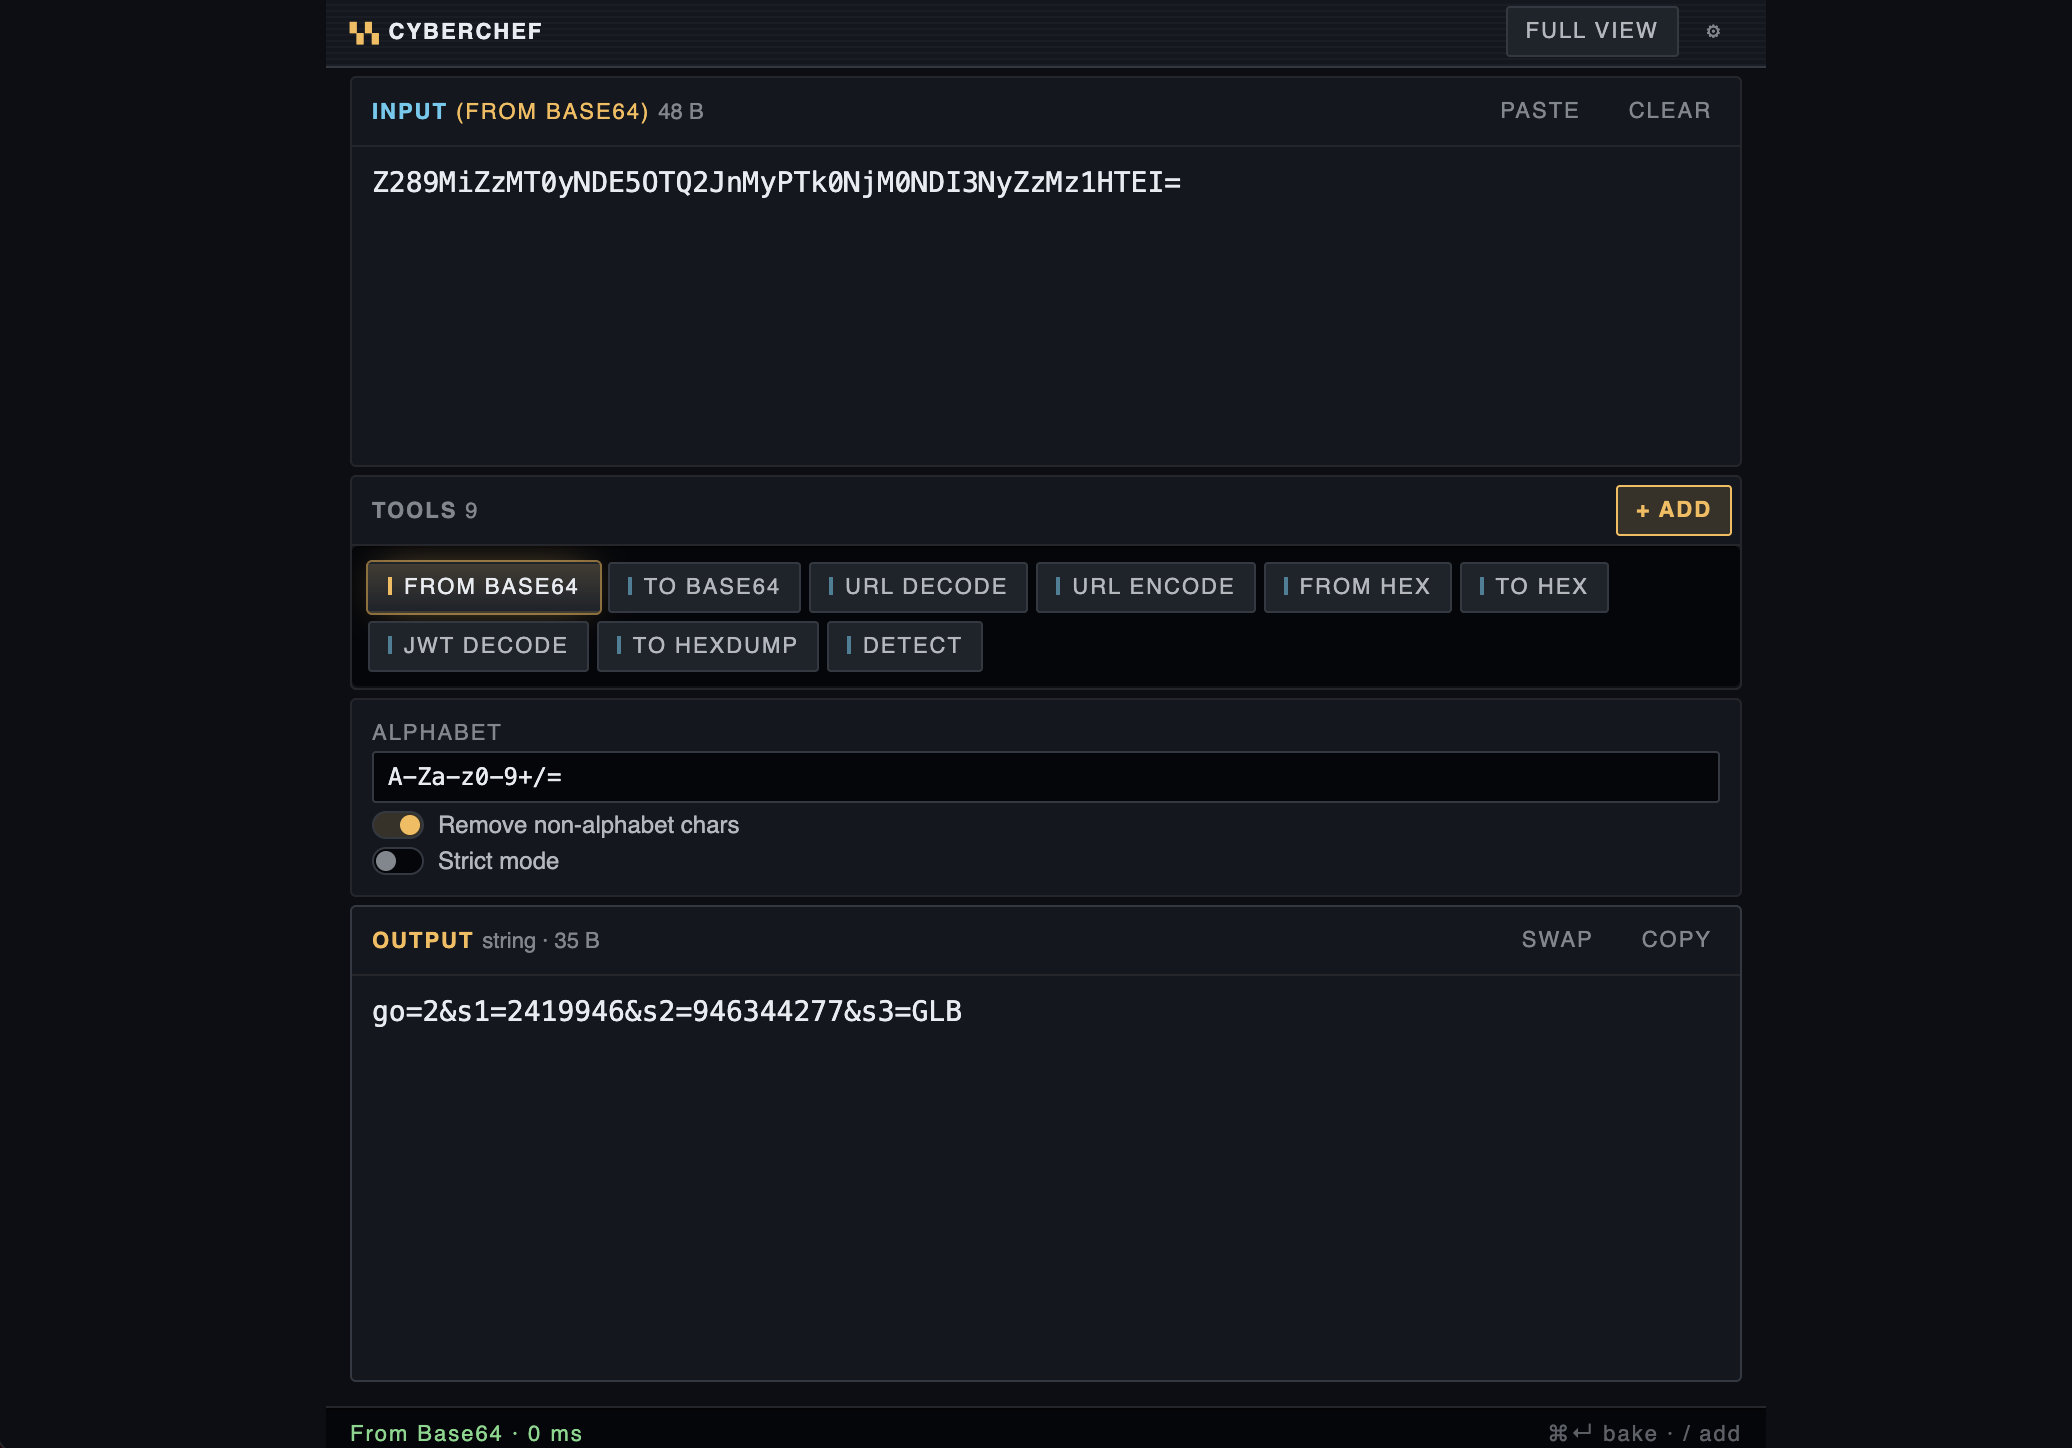 CYBERCHEF
FULL VIEW ⚙
INPUT (FROM BASE64) 48 B
PASTE CLEAR
Z289MiZzMT0yNDE5OTQ2JnMyPTk0NjM0NDI3NyZzMz1HTEI=
TOOLS 9
+ ADD
FROM BASE64 TO BASE64 URL DECODE URL ENCODE FROM HEX TO HEX
JWT DECODE TO HEXDUMP DETECT
ALPHABET
A-Za-z0-9+/=
Remove non-alphabet chars
Strict mode
OUTPUT string · 35 B
SWAP COPY
go=2&s1=2419946&s2=946344277&s3=GLB
From Base64 · 0 ms
⌘↵ bake · / add